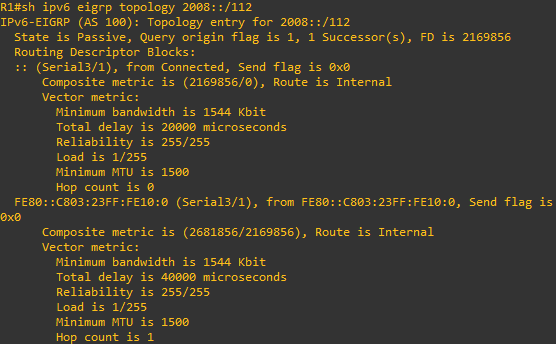 R1#sh ipv6 eigrp topology 2008::/112
IPv6-EIGRP (AS 100): Topology entry for 2008::/112
State is Passive, Query origin flag is 1, 1 Successor(s), FD is 2169856
Routing Descriptor Blocks:
:: (Serial3/1), from Connected, Send flag is 0x0
Composite metric is (2169856/0), Route is Internal
Vector metric:
Minimum bandwidth is 1544 Kbit
Total delay is 20000 microseconds
Reliability is 255/255
Load is 1/255
Minimum MTU is 1500
Hop count is 0
FE80::C803:23FF:FE10:0 (Serial3/1), from FE80::C803:23FF:FE10:0, Send flag is
0x0
Composite metric is (2681856/2169856), Route is Internal
Vector metric:
Minimum bandwidth is 1544 Kbit
Total delay is 40000 microseconds
Reliability is 255/255
Load is 1/255
Minimum MTU is 1500
Hop count is 1